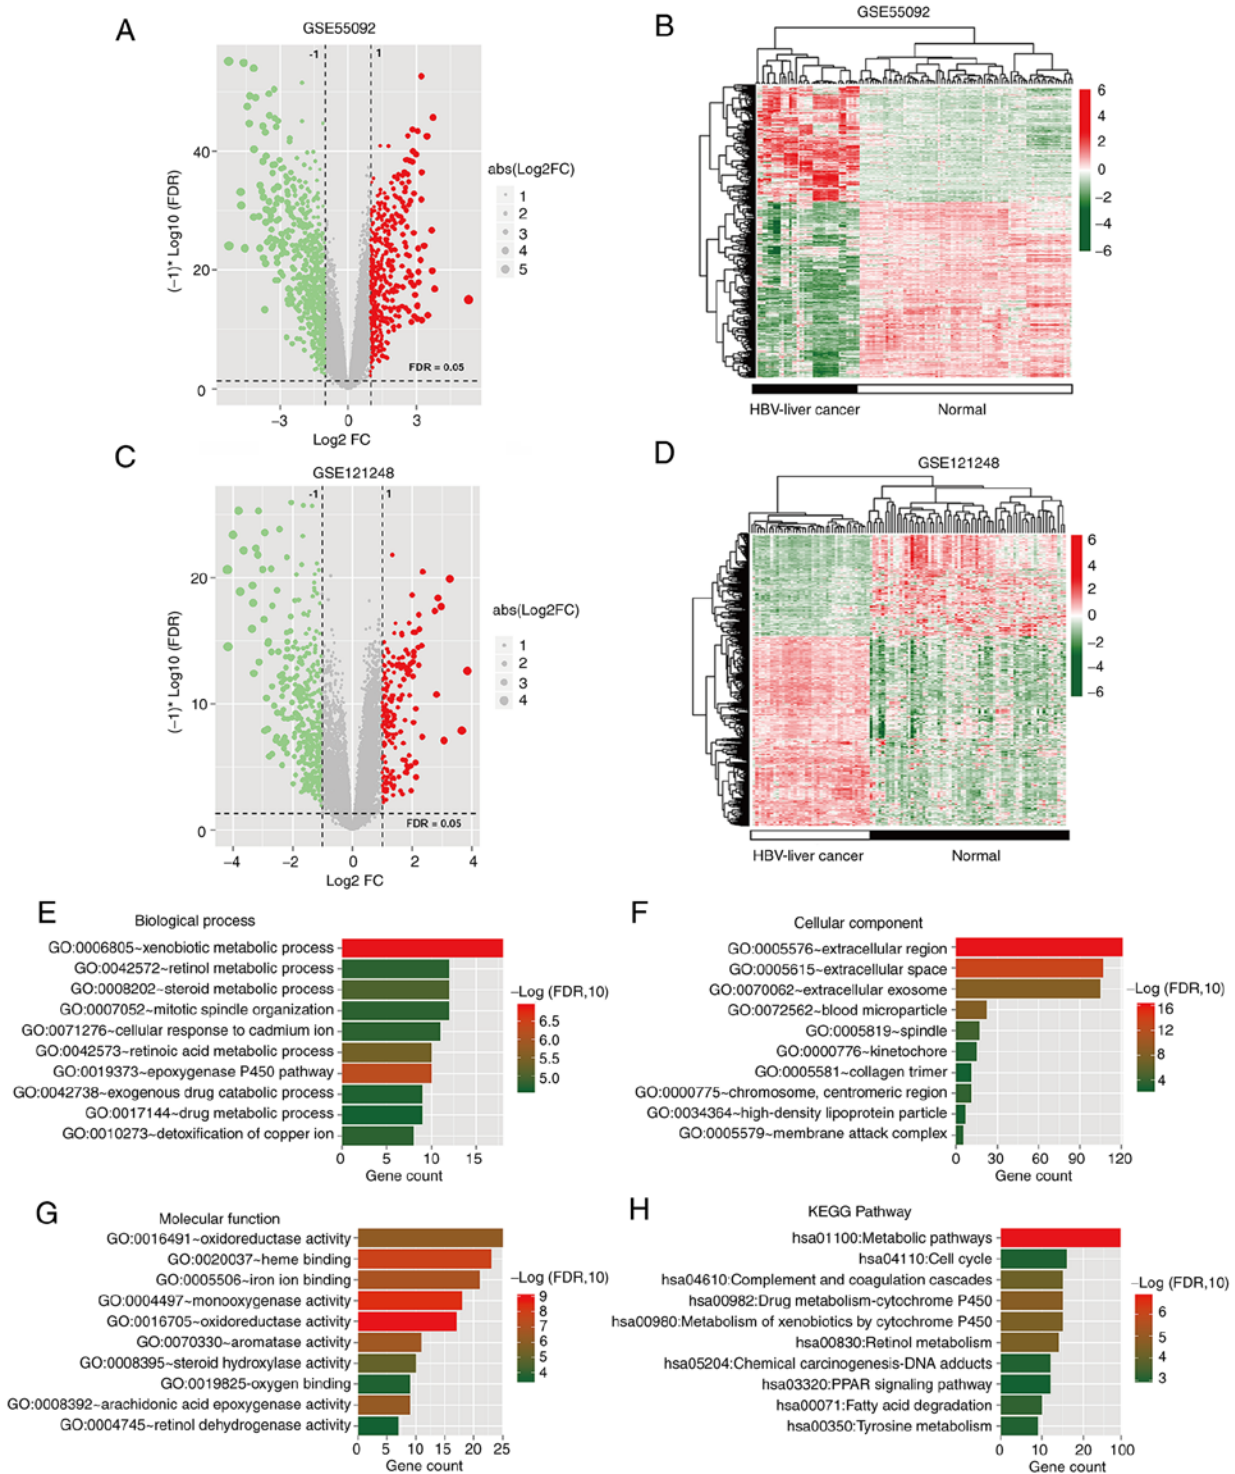 A
GSE55092
-1
1
40
20
0
(−1)* Log10 (FDR)
FDR = 0.05
−3
0
3
Log2 FC
abs(Log2FC)
1
2
3
4
5
B
GSE55092
6
4
2
0
−2
−4
−6
HBV-liver cancer
Normal
C
GSE121248
-1
1
20
10
0
(−1)* Log10 (FDR)
FDR = 0.05
−4
−2
0
2
4
Log2 FC
abs(Log2FC)
1
2
3
4
D
GSE121248
6
4
2
0
−2
−4
−6
HBV-liver cancer
Normal
E
Biological process
GO:0006805~xenobiotic metabolic process
GO:0042572~retinol metabolic process
GO:0008202~steroid metabolic process
GO:0007052~mitotic spindle organization
GO:0071276~cellular response to cadmium ion
GO:0042573~retinoic acid metabolic process
GO:0019373~epoxygenase P450 pathway
GO:0042738~exogenous drug catabolic process
GO:0017144~drug metabolic process
GO:0010273~detoxification of copper ion
0
5
10
15
Gene count
−Log (FDR,10)
6.5
6.0
5.5
5.0
F
Cellular component
GO:0005576~extracellular region
GO:0005615~extracellular space
GO:0070062~extracellular exosome
GO:0072562~blood microparticle
GO:0005819~spindle
GO:0000776~kinetochore
GO:0005581~collagen trimer
GO:0000775~chromosome, centromeric region
GO:0034364~high-density lipoprotein particle
GO:0005579~membrane attack complex
0
30
60
90
120
Gene count
−Log (FDR,10)
16
12
8
4
G
Molecular function
GO:0016491~oxidoreductase activity
GO:0020037~heme binding
GO:0005506~iron ion binding
GO:0004497~monooxygenase activity
GO:0016705~oxidoreductase activity
GO:0070330~aromatase activity
GO:0008395~steroid hydroxylase activity
GO:0019825-oxygen binding
GO:0008392~arachidonic acid epoxygenase activity
GO:0004745~retinol dehydrogenase activity
0
5
10
15
20
25
Gene count
−Log (FDR,10)
9
8
7
6
5
4
H
KEGG Pathway
hsa01100:Metabolic pathways
hsa04110:Cell cycle
hsa04610:Complement and coagulation cascades
hsa00982:Drug metabolism-cytochrome P450
hsa00980:Metabolism of xenobiotics by cytochrome P450
hsa00830:Retinol metabolism
hsa05204:Chemical carcinogenesis-DNA adducts
hsa03320:PPAR signaling pathway
hsa00071:Fatty acid degradation
hsa00350:Tyrosine metabolism
0
10
20
100
Gene count
−Log (FDR,10)
6
5
4
3